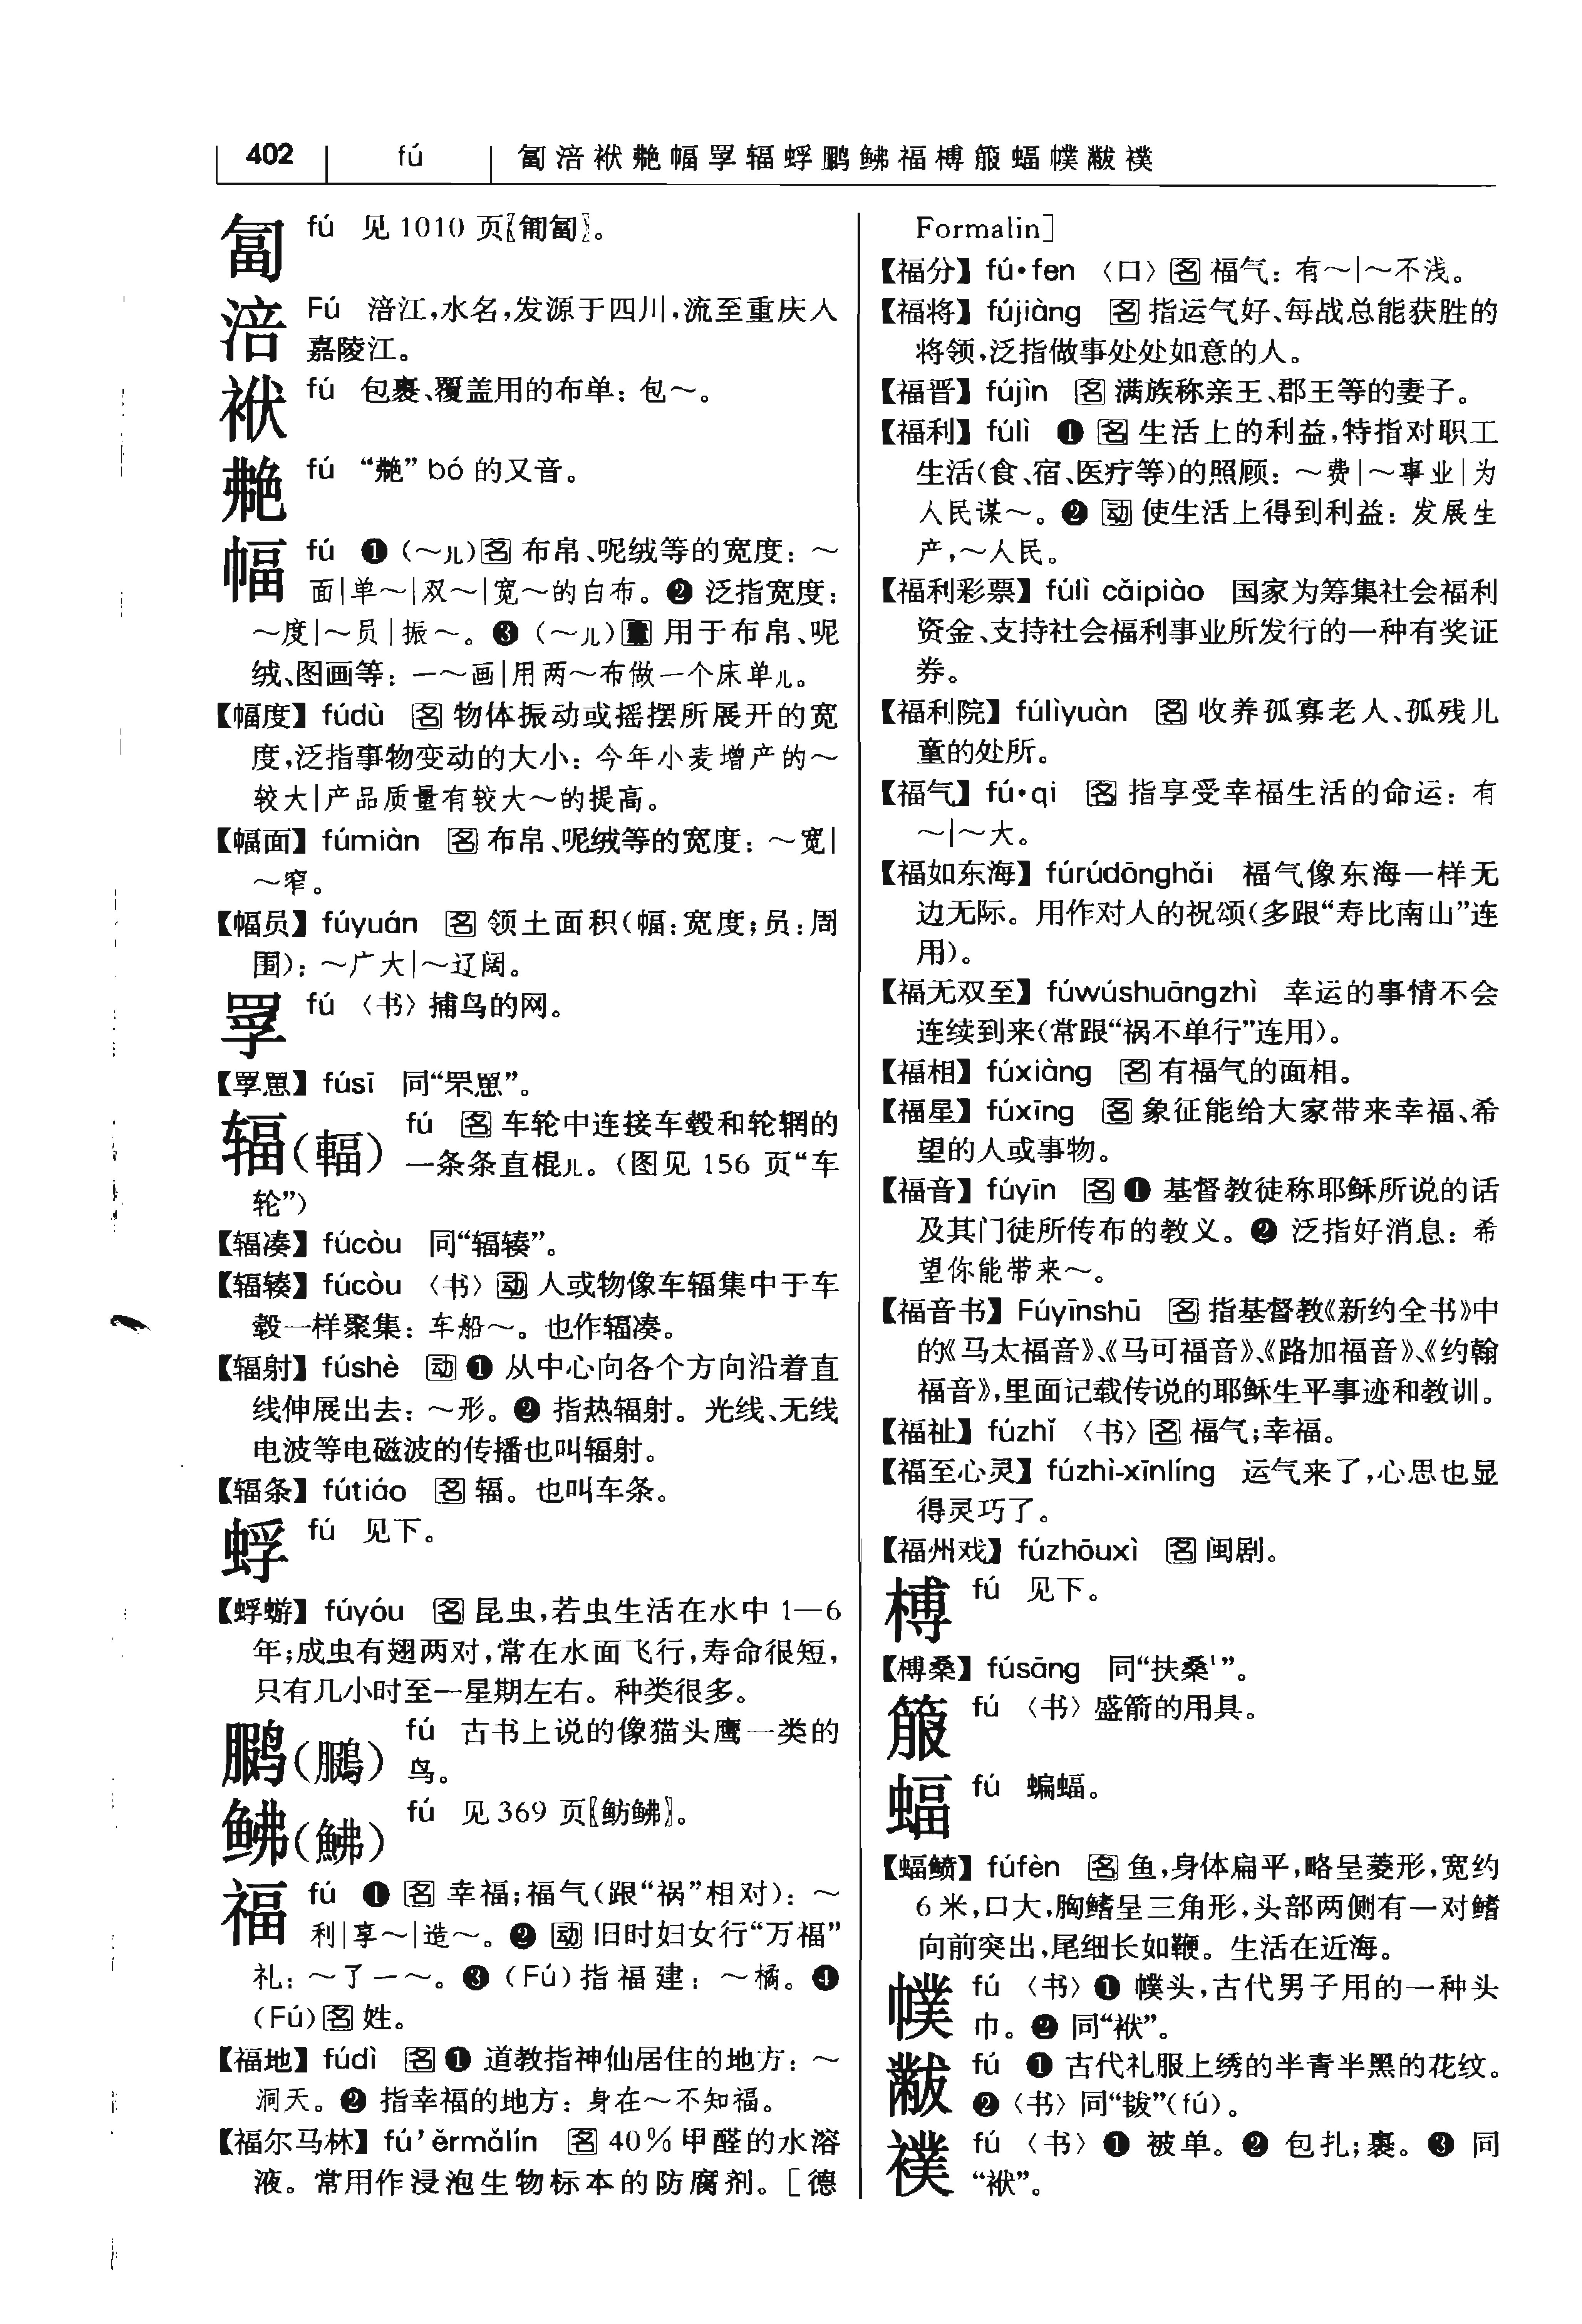 402 fú 匐涪袱艴幅罦辐蜉鵩鲋福榑箙蝠幞黻襆
匐 fú 见 1010 页〖匍匐〗。
涪 Fú 涪江,水名,发源于四川,流至重庆入
嘉陵江。
袱 fú 包裹、覆盖用的布单：包～。
艴 fú “艴” bó 的又音。
幅 fú ❶（～儿）名 布帛、呢绒等的宽度：～
面|单～|双～|宽～的白布。❷ 泛指宽度：
～度|～员|振～。❸（～儿）量 用于布帛、呢
绒、图画等：一～画|用两～布做一个床单儿。
【幅度】fúdù 名 物体振动或摇摆所展开的宽
度,泛指事物变动的大小：今年小麦增产的～
较大|产品质量有较大～的提高。
【幅面】fúmiàn 名 布帛、呢绒等的宽度：～宽|
～窄。
【幅员】fúyuán 名 领土面积(幅:宽度;员:周
围)：～广大|～辽阔。
罦 fú 〈书〉捕鸟的网。
【罦罳】fúsī 同“罘罳”。
辐(輻) fú 名 车轮中连接车毂和轮辋的
一条条直棍儿。(图见 156 页“车
轮”)
【辐凑】fúcòu 同“辐辏”。
【辐辏】fúcòu 〈书〉动 人或物像车辐集中于车
毂一样聚集：车船～。也作辐凑。
【辐射】fúshè 动 ❶ 从中心向各个方向沿着直
线伸展出去：～形。❷ 指热辐射。光线、无线
电波等电磁波的传播也叫辐射。
【辐条】fútiáo 名 辐。也叫车条。
蜉 fú 见下。
【蜉蝣】fúyóu 名 昆虫,若虫生活在水中 1—6
年;成虫有翅两对,常在水面飞行,寿命很短,
只有几小时至一星期左右。种类很多。
fú 古书上说的像猫头鹰一类的
鸟。
fú 见 369 页
福 fú ❶ 名 幸福;福气(跟“祸”相对)：～
利|享～|造～。❷ 动 旧时妇女行“万福”
礼：～了一～。❸ (Fú)指福建：～橘。❹
(Fú)名 姓。
【福地】fúdì 名 ❶ 道教指神仙居住的地方：～
洞天。❷ 指幸福的地方：身在～不知福。
【福尔马林】fú’ěrmǎlín 名 40％甲醛的水溶
液。常用作浸泡生物标本的防腐剂。[德
Formalin]
【福分】fú•fen 〈口〉名 福气：有～|～不浅。
【福将】fújiàng 名 指运气好、每战总能获胜的
将领,泛指做事处处如意的人。
【福晋】fújìn 名 满族称亲王、郡王等的妻子。
【福利】fúlì ❶ 名 生活上的利益,特指对职工
生活(食、宿、医疗等)的照顾：～费|～事业|为
人民谋～。❷ 动 使生活上得到利益：发展生
产,～人民。
【福利彩票】fúlì cǎipiào 国家为筹集社会福利
资金、支持社会福利事业所发行的一种有奖证
券。
【福利院】fúlìyuàn 名 收养孤寡老人、孤残儿
童的处所。
【福气】fú•qi 名 指享受幸福生活的命运：有
～|～大。
【福如东海】fúrúdōnghǎi 福气像东海一样无
边无际。用作对人的祝颂(多跟“寿比南山”连
用)。
【福无双至】fúwúshuāngzhì 幸运的事情不会
连续到来(常跟“祸不单行”连用)。
【福相】fúxiàng 名 有福气的面相。
【福星】fúxīng 名 象征能给大家带来幸福、希
望的人或事物。
【福音】fúyīn 名 ❶ 基督教徒称耶稣所说的话
及其门徒所传布的教义。❷ 泛指好消息：希
望你能带来～。
【福音书】Fúyīnshū 名 指基督教《新约全书》中
的《马太福音》、《马可福音》、《路加福音》、《约翰
福音》,里面记载传说的耶稣生平事迹和教训。
【福祉】fúzhǐ 〈书〉名 福气;幸福。
【福至心灵】fúzhì-xīnlíng 运气来了,心思也显
得灵巧了。
【福州戏】fúzhōuxì 名 闽剧。
榑 fú 见下。
【榑桑】fúsāng 同“扶桑¹”。
箙 fú 〈书〉盛箭的用具。
蝠 fú 蝙蝠。
【蝠鲼】fúfèn 名 鱼,身体扁平,略呈菱形,宽约
6 米,口大,胸鳍呈三角形,头部两侧有一对鳍
向前突出,尾细长如鞭。生活在近海。
幞 fú 〈书〉❶ 幞头,古代男子用的一种头
巾。❷ 同“袱”。
黻 fú ❶ 古代礼服上绣的半青半黑的花纹。
❷〈书〉同“韨”(fú)。
襆 fú 〈书〉❶ 被单。❷ 包扎;裹。❸ 同
“袱”。